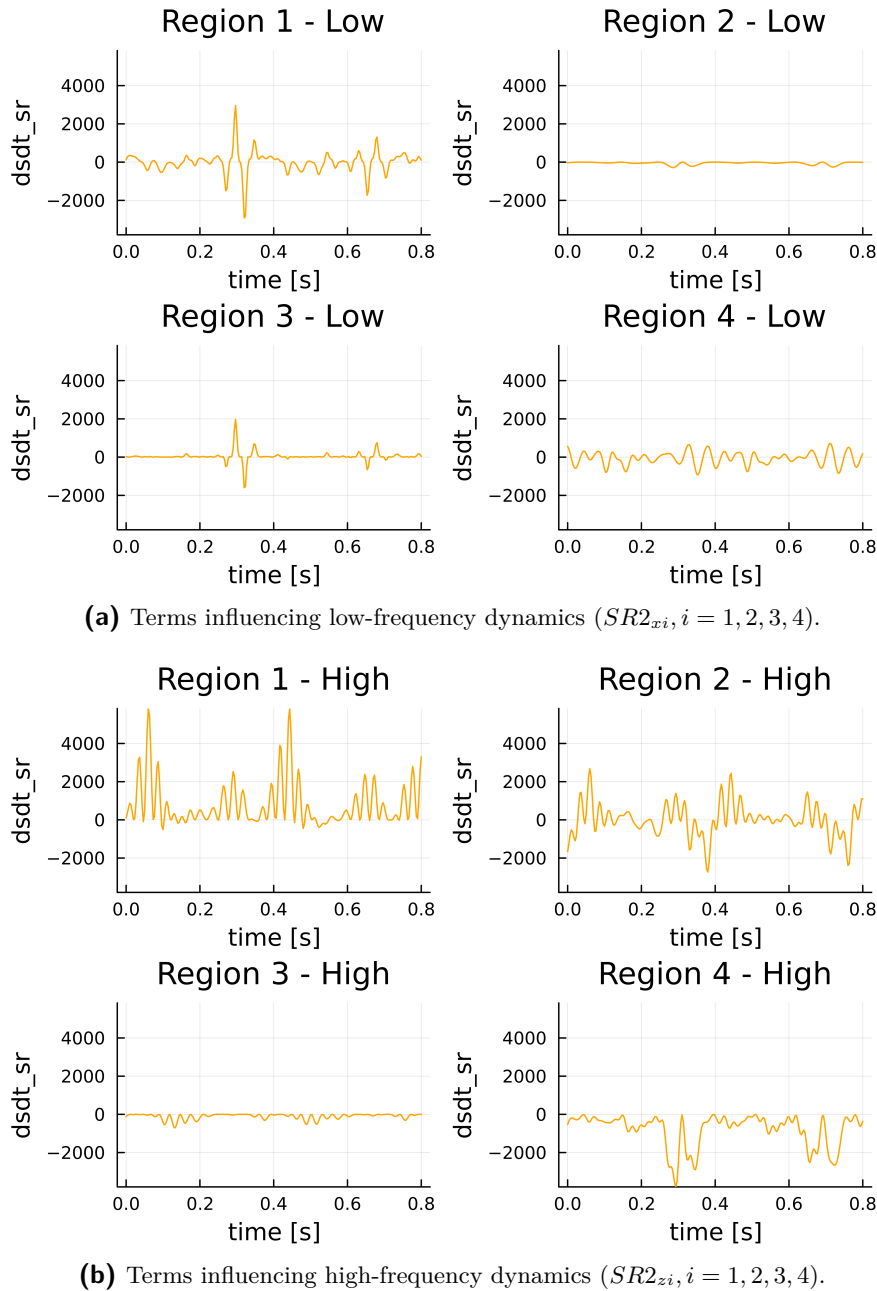 Region 1 - Low
Region 2 - Low
dsdt_sr
4000
2000
0
−2000
0.0 0.2 0.4 0.6 0.8
time [s]
dsdt_sr
4000
2000
0
−2000
0.0 0.2 0.4 0.6 0.8
time [s]
Region 3 - Low
Region 4 - Low
dsdt_sr
4000
2000
0
−2000
0.0 0.2 0.4 0.6 0.8
time [s]
dsdt_sr
4000
2000
0
−2000
0.0 0.2 0.4 0.6 0.8
time [s]
(a) Terms influencing low-frequency dynamics (SR2xi, i = 1, 2, 3, 4).
Region 1 - High
Region 2 - High
dsdt_sr
4000
2000
0
−2000
0.0 0.2 0.4 0.6 0.8
time [s]
dsdt_sr
4000
2000
0
−2000
0.0 0.2 0.4 0.6 0.8
time [s]
Region 3 - High
Region 4 - High
dsdt_sr
4000
2000
0
−2000
0.0 0.2 0.4 0.6 0.8
time [s]
dsdt_sr
4000
2000
0
−2000
0.0 0.2 0.4 0.6 0.8
time [s]
(b) Terms influencing high-frequency dynamics (SR2zi, i = 1, 2, 3, 4).